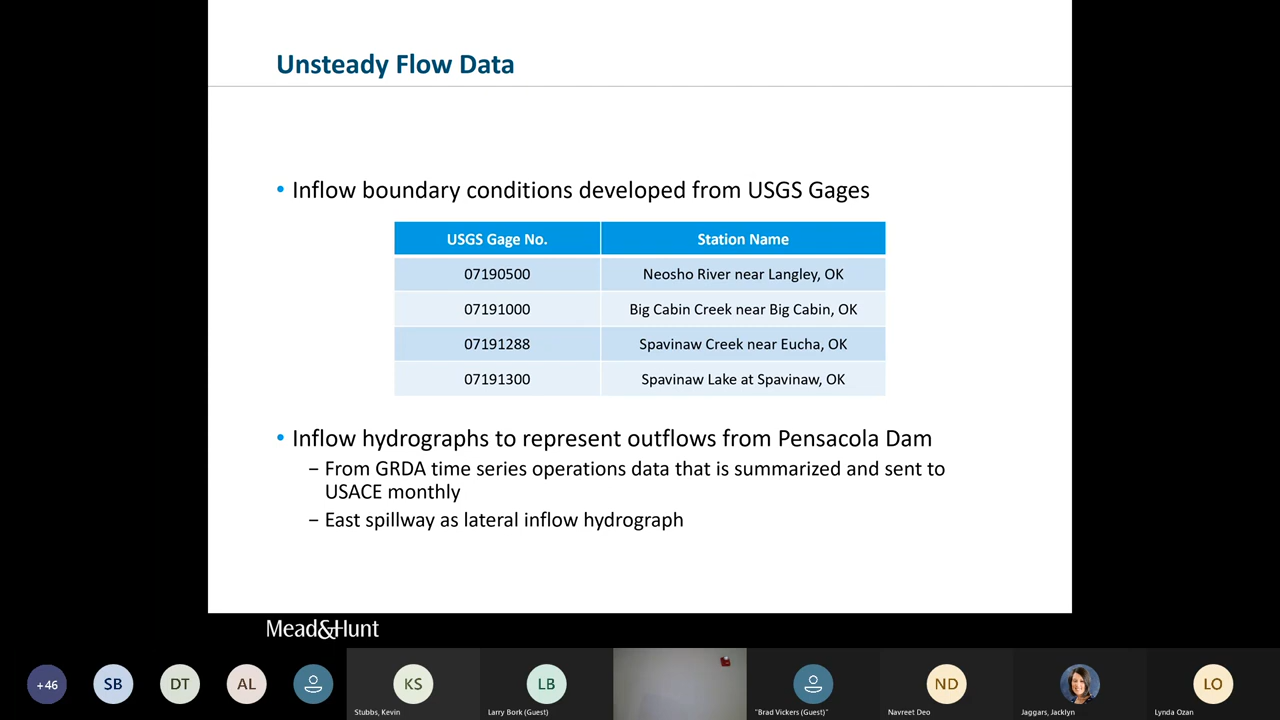 Unsteady Flow Data
• Inflow boundary conditions developed from USGS Gages
USGS Gage No. Station Name
07190500 Neosho River near Langley, OK
07191000 Big Cabin Creek near Big Cabin, OK
07191288 Spavinaw Creek near Eucha, OK
07191300 Spavinaw Lake at Spavinaw, OK
• Inflow hydrographs to represent outflows from Pensacola Dam
– From GRDA time series operations data that is summarized and sent to
USACE monthly
– East spillway as lateral inflow hydrograph
Mead&Hunt
+46 SB DT AL KS LB ND LO
Stubbs, Kevin Larry Bork (Guest) "Brad Vickers (Guest)" Navreet Deo Jaggars, Jacklyn Lynda Ozan